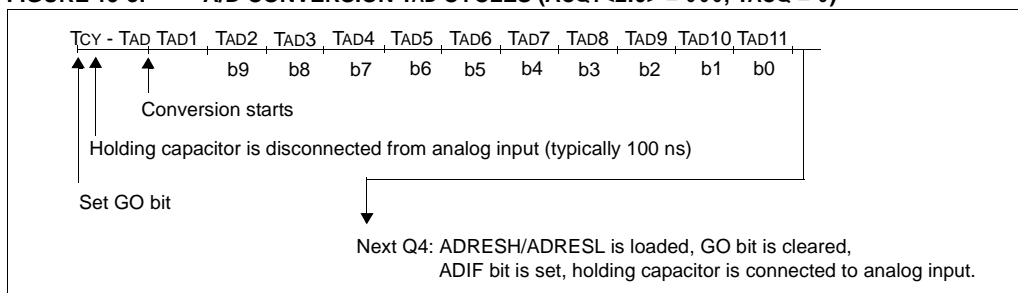 FIGURE 19-3: A/D CONVERSION TAD CYCLES (ACQT<2:0> = 000, TACQ = 0)
TCY - TAD TAD1 TAD2 TAD3 TAD4 TAD5 TAD6 TAD7 TAD8 TAD9 TAD10 TAD11
b9 b8 b7 b6 b5 b4 b3 b2 b1 b0
Conversion starts
Holding capacitor is disconnected from analog input (typically 100 ns)
Set GO bit
Next Q4: ADRESH/ADRESL is loaded, GO bit is cleared,
ADIF bit is set, holding capacitor is connected to analog input.